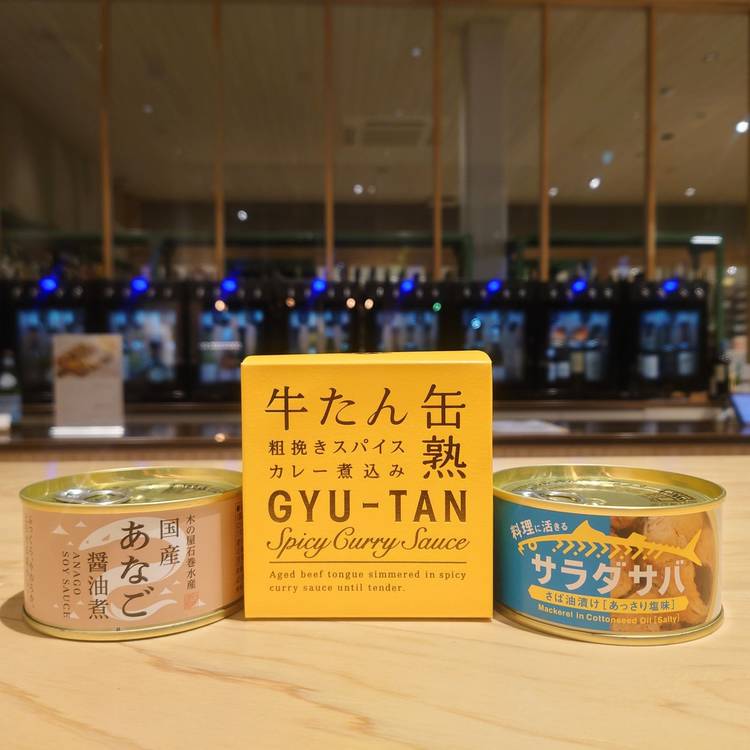 木の屋石巻水産
国産
あなご
醤油煮
ANAGO
SOY SAUCE
牛たん缶熟
粗挽きスパイス
カレー煮込み
GYU-TAN
Spicy Curry Sauce
Aged beef tongue simmered in spicy
curry sauce until tender.
料理に活きる
サラダサバ
さば油漬け[あっさり塩味]
Mackerel in Cottonseed Oil [Salty]